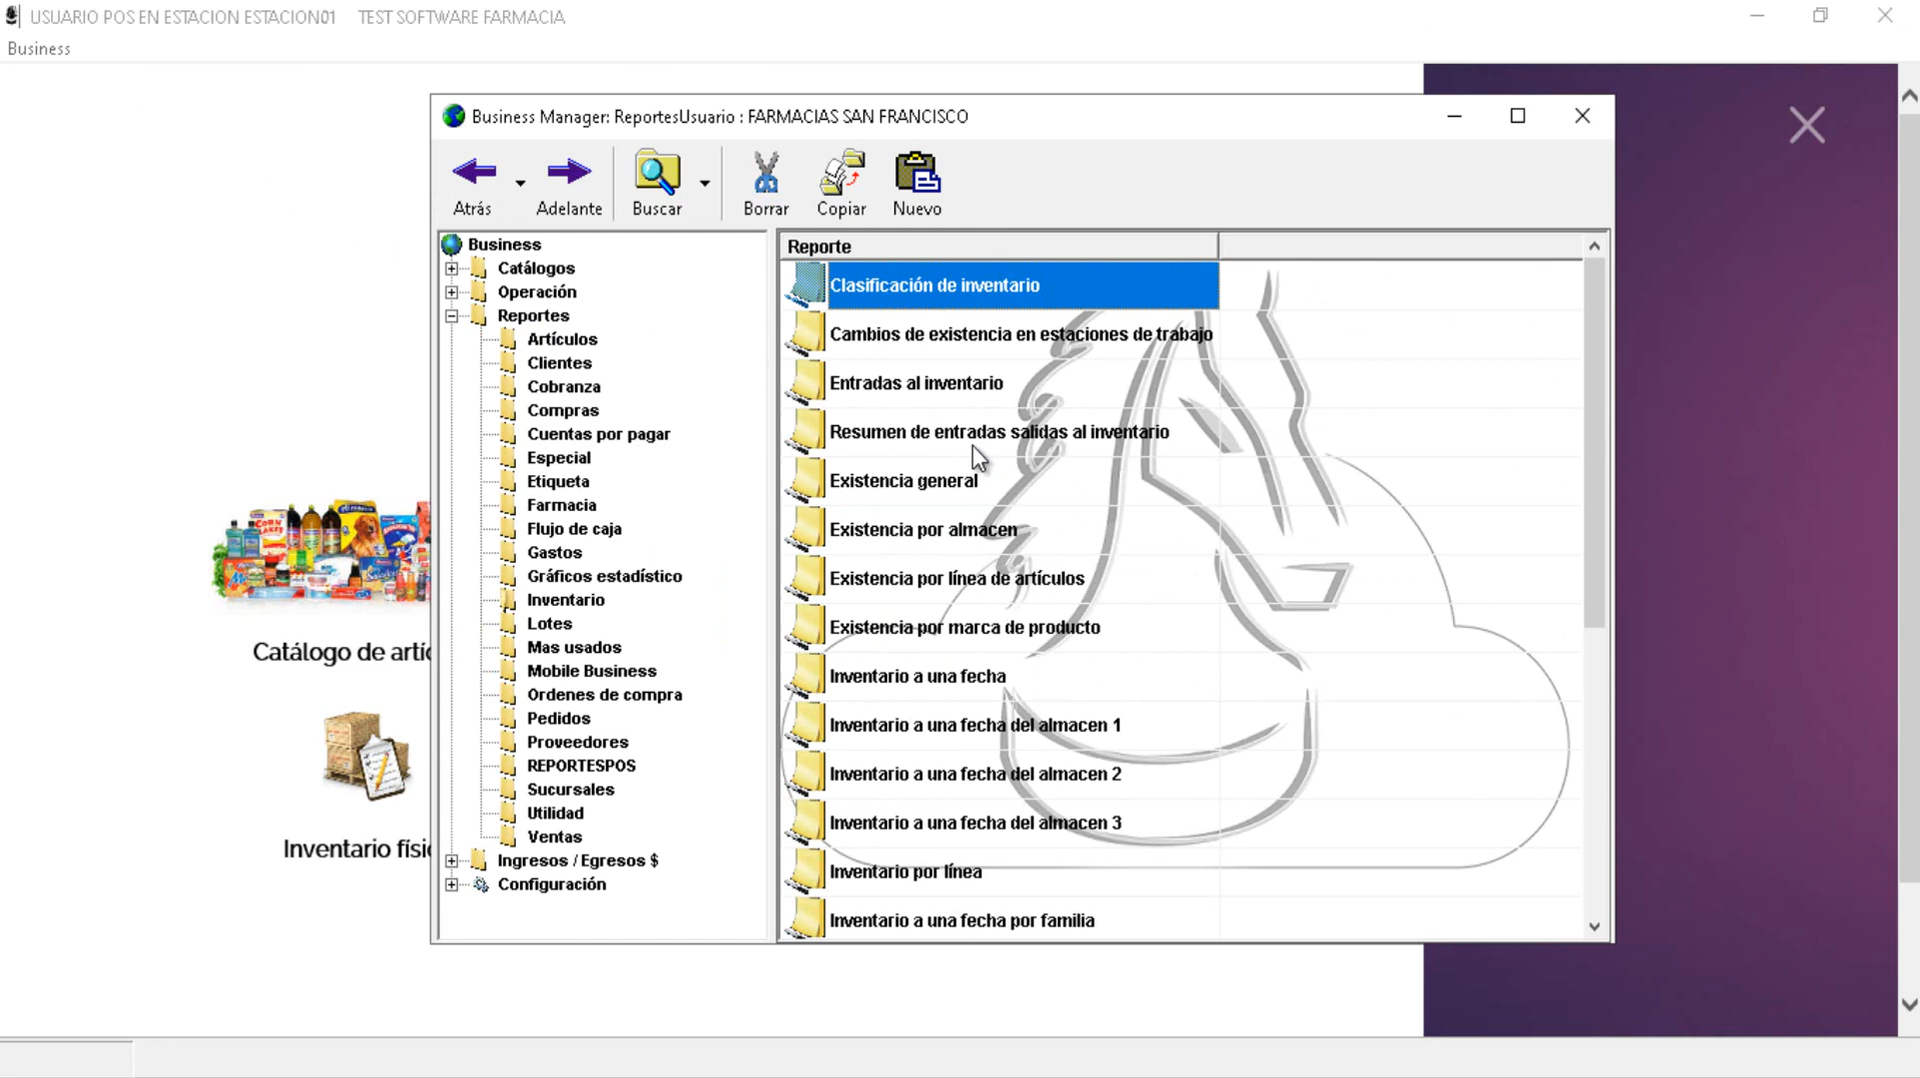 USUARIO POS EN ESTACION ESTACION01 TEST SOFTWARE FARMACIA
Business
Business Manager: ReportesUsuario : FARMACIAS SAN FRANCISCO
Atrás
Adelante
Buscar
Borrar
Copiar
Nuevo
Business
Catálogos
Operación
Reportes
Artículos
Clientes
Cobranza
Compras
Cuentas por pagar
Especial
Etiqueta
Farmacia
Flujo de caja
Gastos
Gráficos estadístico
Inventario
Lotes
Mas usados
Mobile Business
Ordenes de compra
Pedidos
Proveedores
REPORTESPOS
Sucursales
Utilidad
Ventas
Ingresos / Egresos $
Configuración
Reporte
Clasificación de inventario
Cambios de existencia en estaciones de trabajo
Entradas al inventario
Resumen de entradas salidas al inventario
Existencia general
Existencia por almacen
Existencia por línea de artículos
Existencia por marca de producto
Inventario a una fecha
Inventario a una fecha del almacen 1
Inventario a una fecha del almacen 2
Inventario a una fecha del almacen 3
Inventario por línea
Inventario a una fecha por familia
Catálogo de artíc
Inventario físic